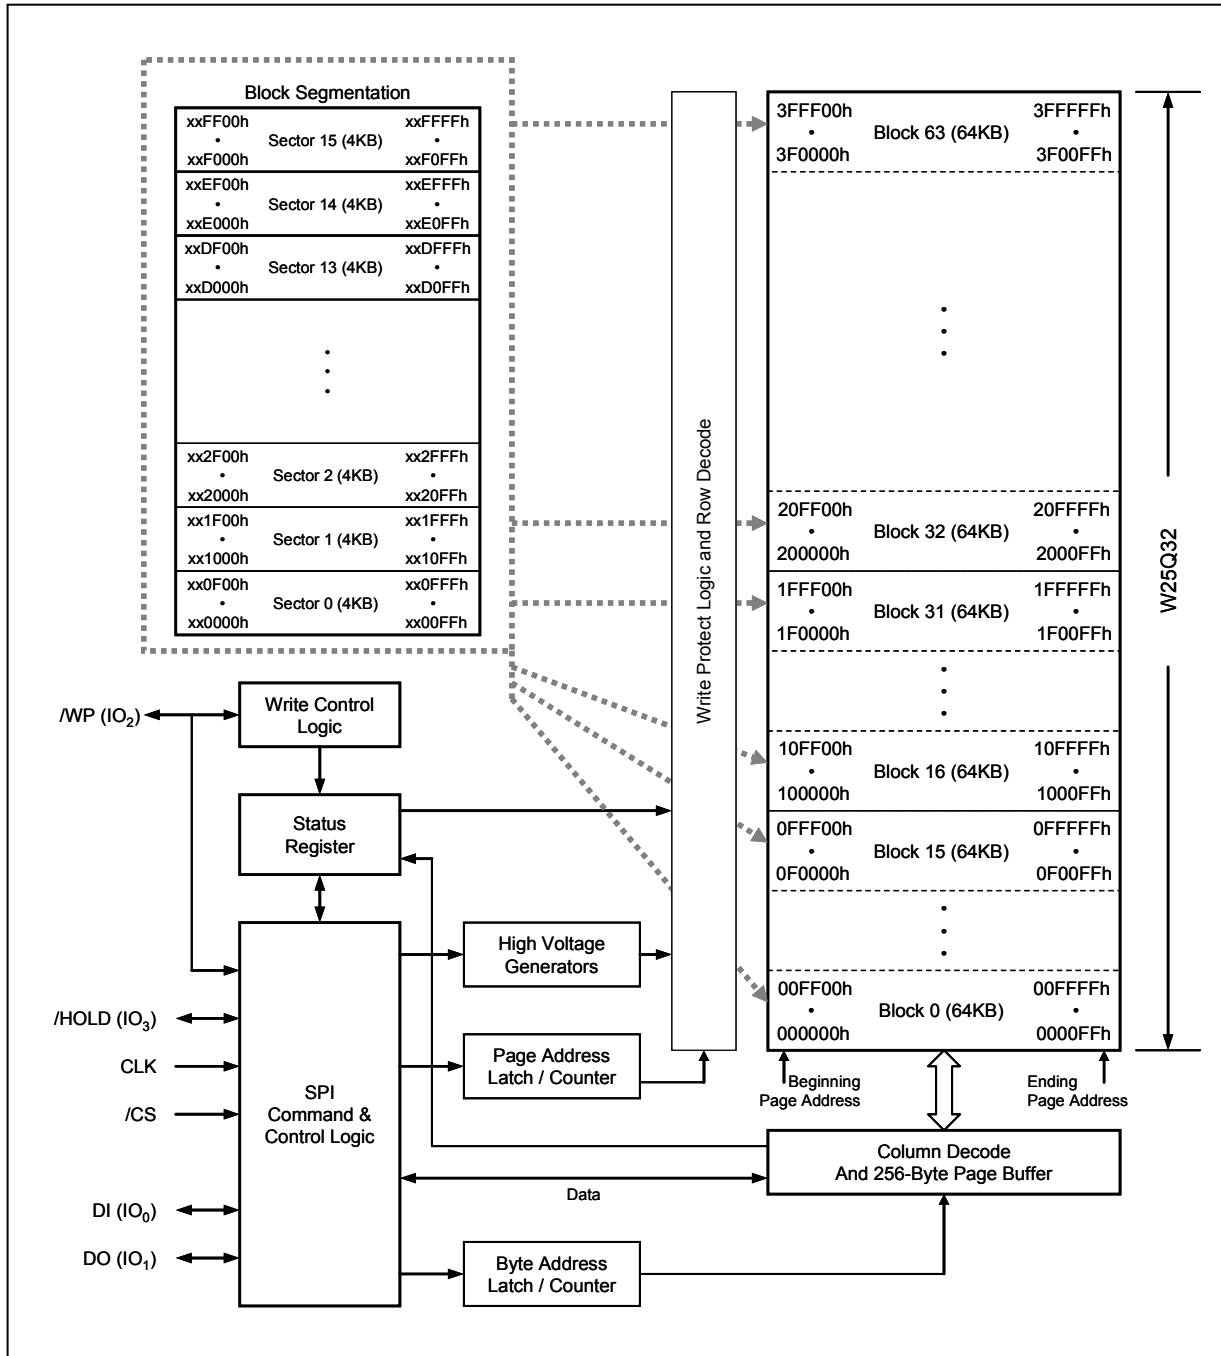 Block Segmentation
xxFF00h xxFFFFh
• Sector 15 (4KB) •
xxF000h xxF0FFh
xxEF00h xxEFFFh
• Sector 14 (4KB) •
xxE000h xxE0FFh
xxDF00h xxDFFFh
• Sector 13 (4KB) •
xxD000h xxD0FFh
•
•
•
xx2F00h xx2FFFh
• Sector 2 (4KB) •
xx2000h xx20FFh
xx1F00h xx1FFFh
• Sector 1 (4KB) •
xx1000h xx10FFh
xx0F00h xx0FFFh
• Sector 0 (4KB) •
xx0000h xx00FFh
Write Protect Logic and Row Decode
3FFF00h 3FFFFFh
• Block 63 (64KB) •
3F0000h 3F00FFh
•
•
•
20FF00h 20FFFFh
• Block 32 (64KB) •
200000h 2000FFh
1FFF00h 1FFFFFh
• Block 31 (64KB) •
1F0000h 1F00FFh
•
•
•
10FF00h 10FFFFh
• Block 16 (64KB) •
100000h 1000FFh
0FFF00h 0FFFFFh
• Block 15 (64KB) •
0F0000h 0F00FFh
•
•
•
00FF00h 00FFFFh
• Block 0 (64KB) •
000000h 0000FFh
W25Q32
Beginning
Page Address
Ending
Page Address
/WP (IO2)
Write Control
Logic
Status
Register
High Voltage
Generators
/HOLD (IO3)
CLK
/CS
DI (IO0)
DO (IO1)
SPI
Command &
Control Logic
Page Address
Latch / Counter
Column Decode
And 256-Byte Page Buffer
Data
Byte Address
Latch / Counter